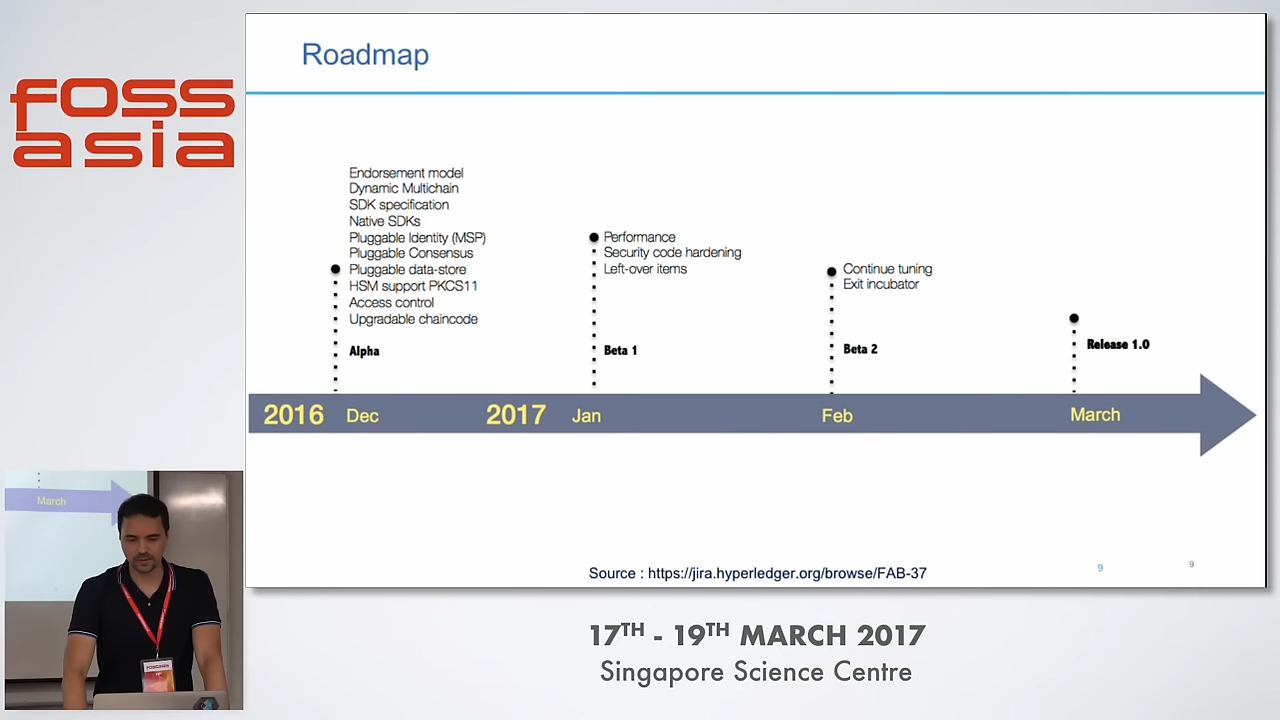 foss
asia
Roadmap
Endorsement model
Dynamic Multichain
SDK specification
Native SDKs
Pluggable Identity (MSP)
Pluggable Consensus
Pluggable data-store
HSM support PKCS11
Access control
Upgradable chaincode
Alpha
Performance
Security code hardening
Left-over items
Beta 1
Continue tuning
Exit incubator
Beta 2
Release 1.0
2016 Dec 2017 Jan Feb March
Source : https://jira.hyperledger.org/browse/FAB-37
9
9
March
FOSSASIA
17TH - 19TH MARCH 2017
Singapore Science Centre